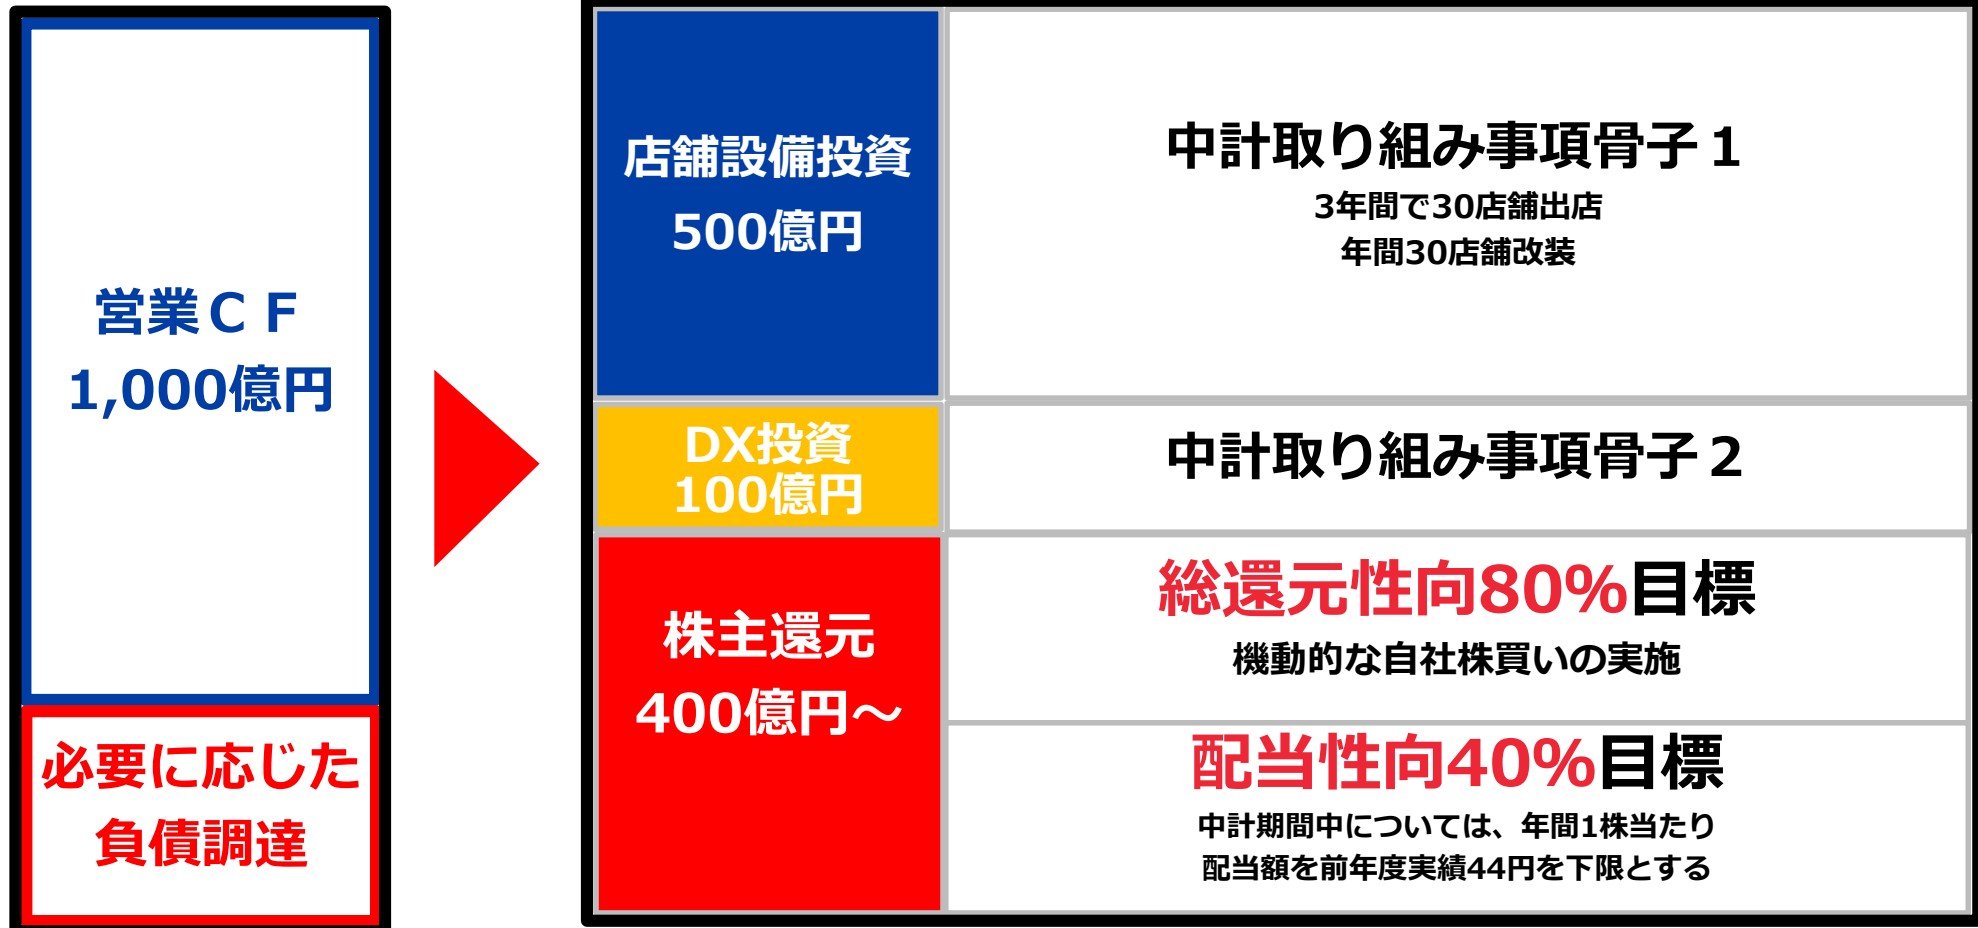 営業ＣＦ
1,000億円
必要に応じた
負債調達
店舗設備投資
500億円
中計取り組み事項骨子１
3年間で30店舗出店
年間30店舗改装
DX投資
100億円
中計取り組み事項骨子２
株主還元
400億円～
総還元性向80%目標
機動的な自社株買いの実施
配当性向40%目標
中計期間中については、年間1株当たり
配当額を前年度実績44円を下限とする